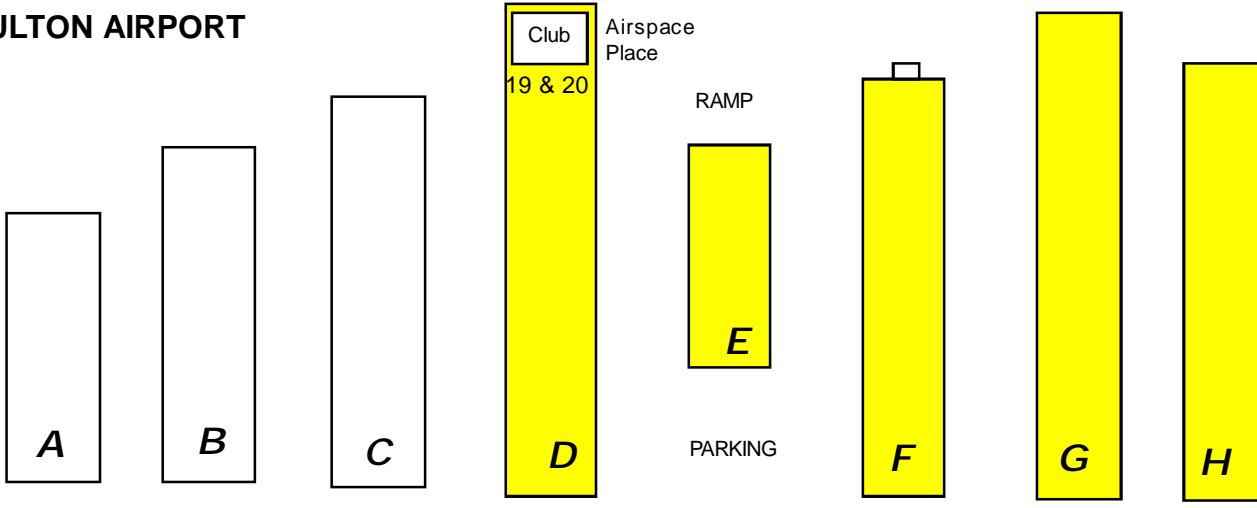 ULTON AIRPORT
Club
Airspace
Place
19 & 20
RAMP
E
A
B
C
D
PARKING
F
G
H